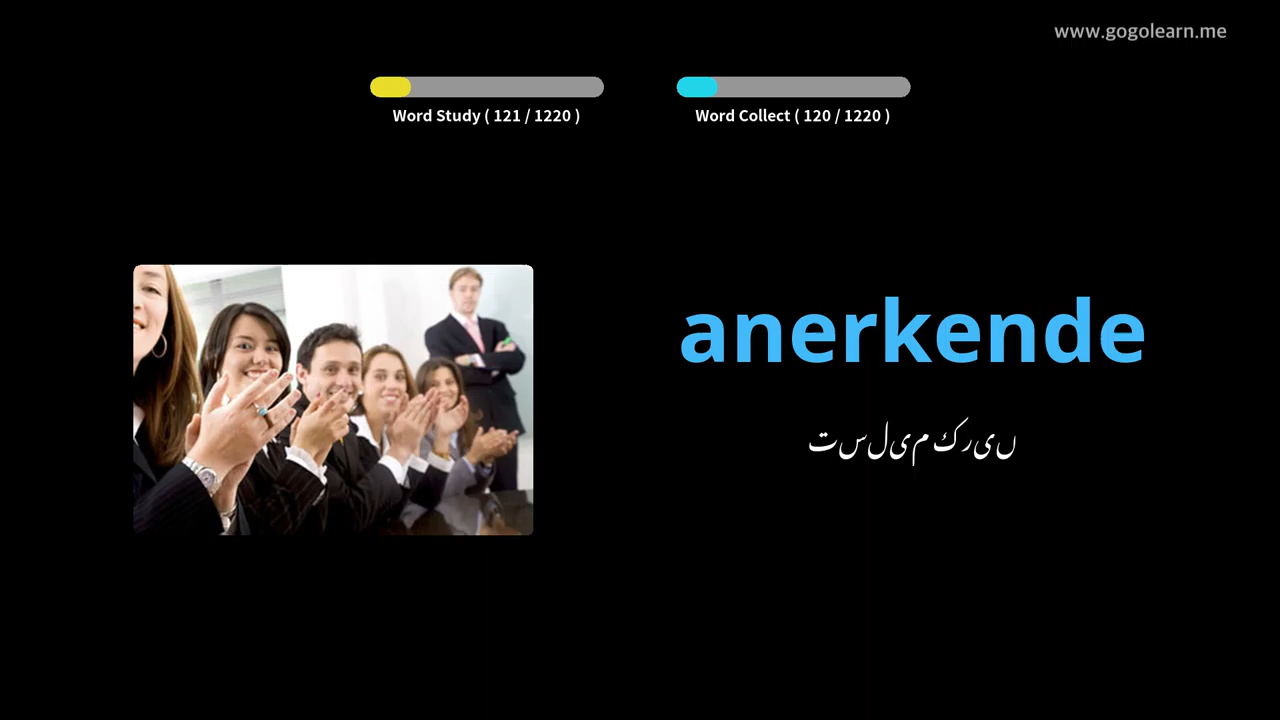 www.gogolearn.me
Word Study ( 121 / 1220 )
Word Collect ( 120 / 1220 )
anerkende
تسلیم کریں